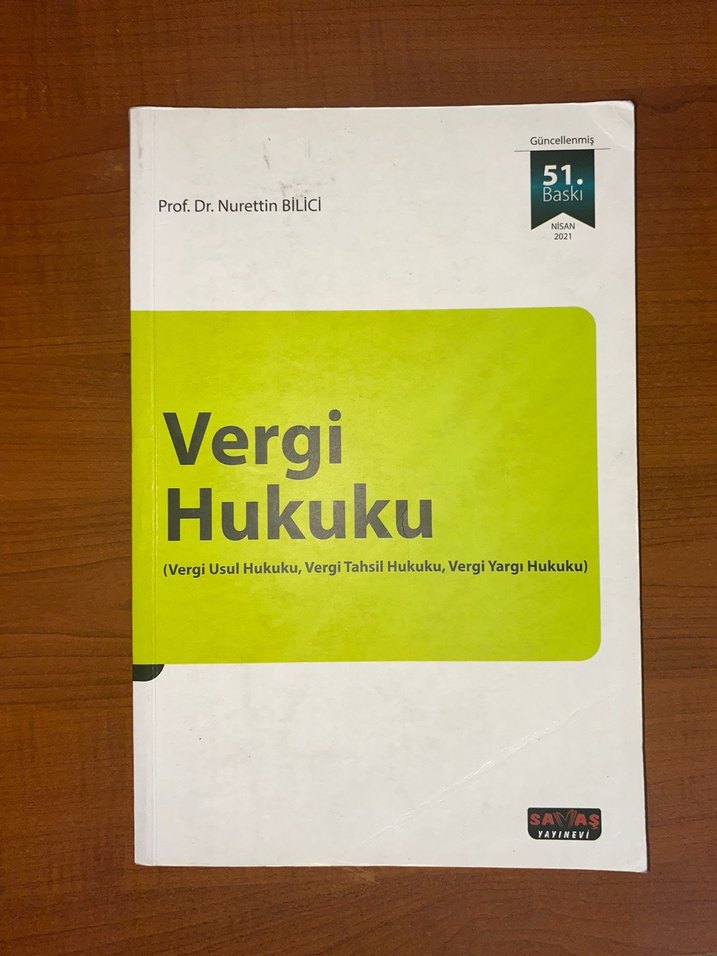 Güncellenmiş
51.
Baskı
NİSAN
2021
Prof. Dr. Nurettin BİLİCİ
Vergi
Hukuku
(Vergi Usul Hukuku, Vergi Tahsil Hukuku, Vergi Yargı Hukuku)
SAVAŞ
YAYINEVİ